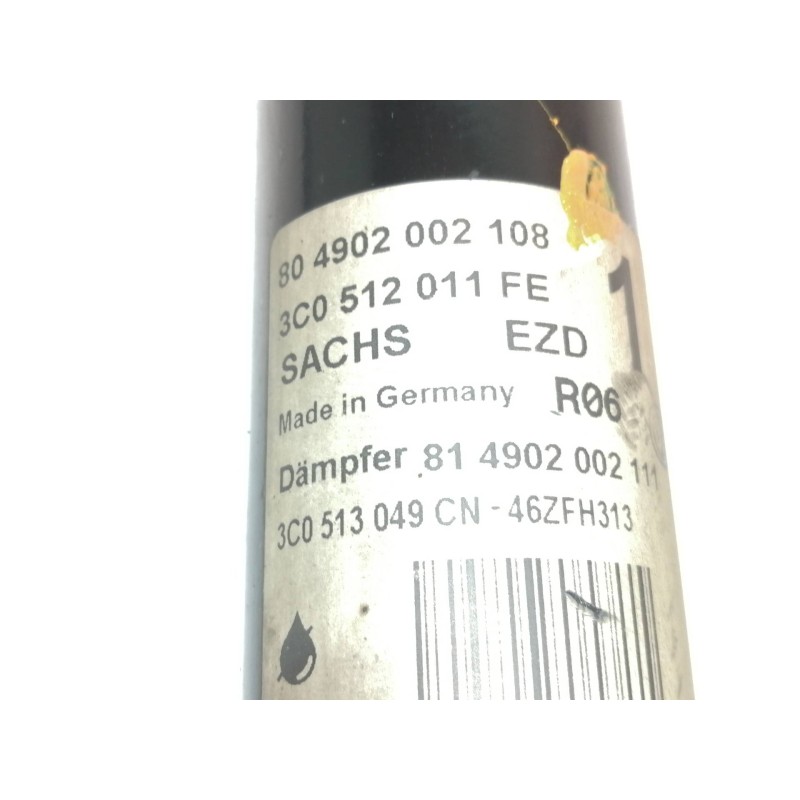 80 4902 002 108
3C0 512 011 FE
1
SACHS EZD
Made in Germany R06
Dämpfer 81 4902 002 111
3C0 513 049 CN - 46ZFH313